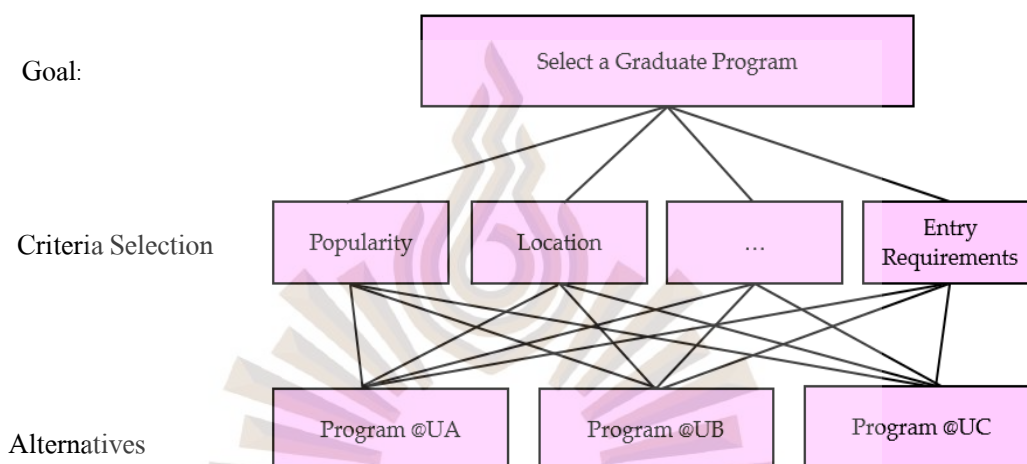 Goal:
Select a Graduate Program
Criteria Selection
Popularity
Location
...
Entry
Requirements
Alternatives
Program @UA
Program @UB
Program @UC